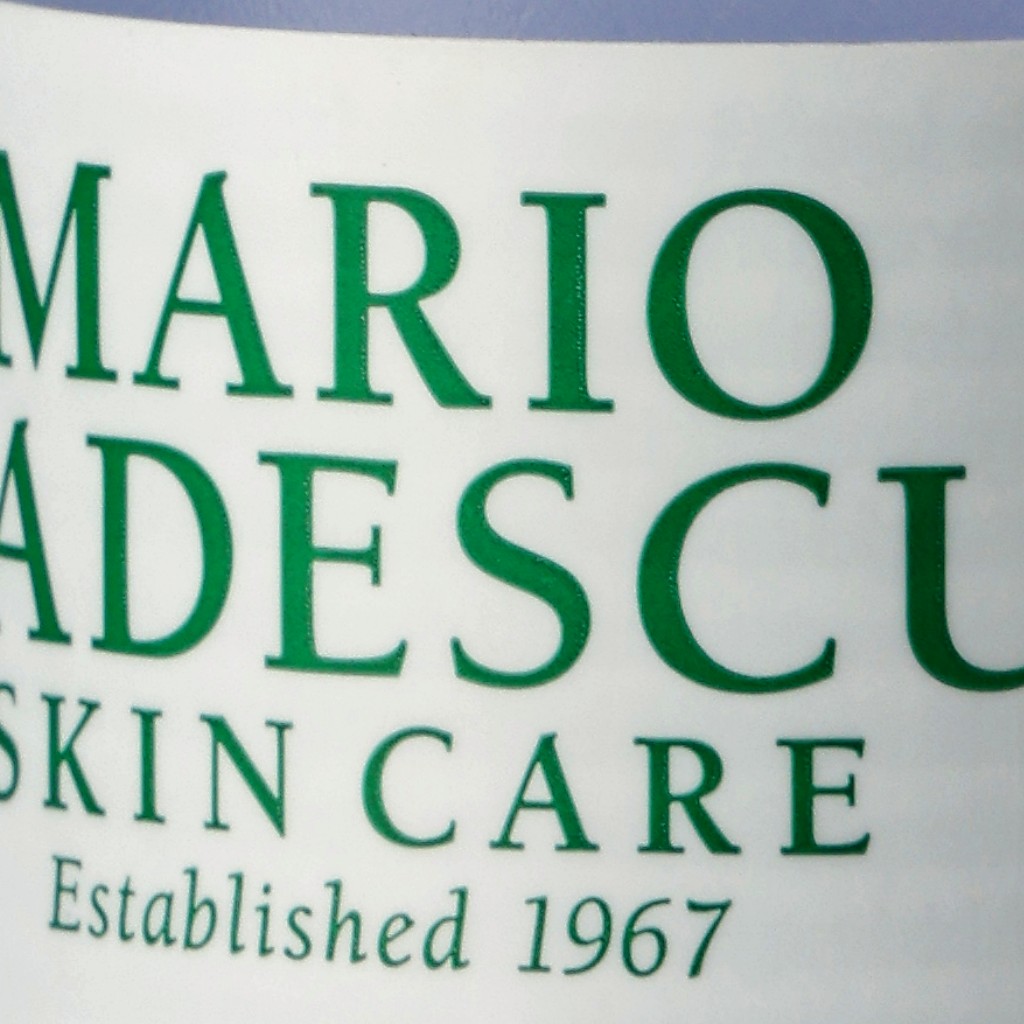 MARIO
ADESCU
SKIN CARE
Established 1967